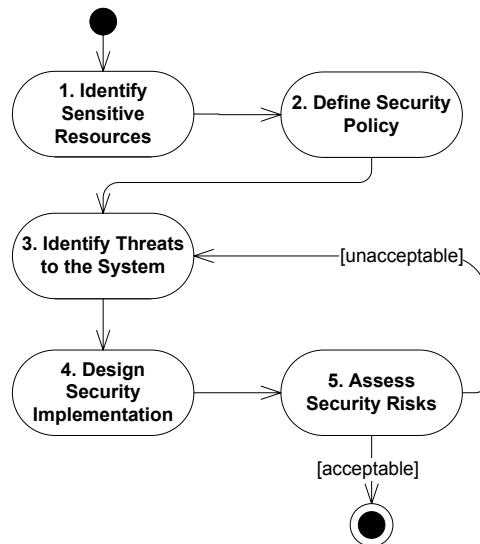 1. Identify
Sensitive
Resources
2. Define Security
Policy
3. Identify Threats
to the System
[unacceptable]
4. Design
Security
Implementation
5. Assess
Security Risks
[acceptable]